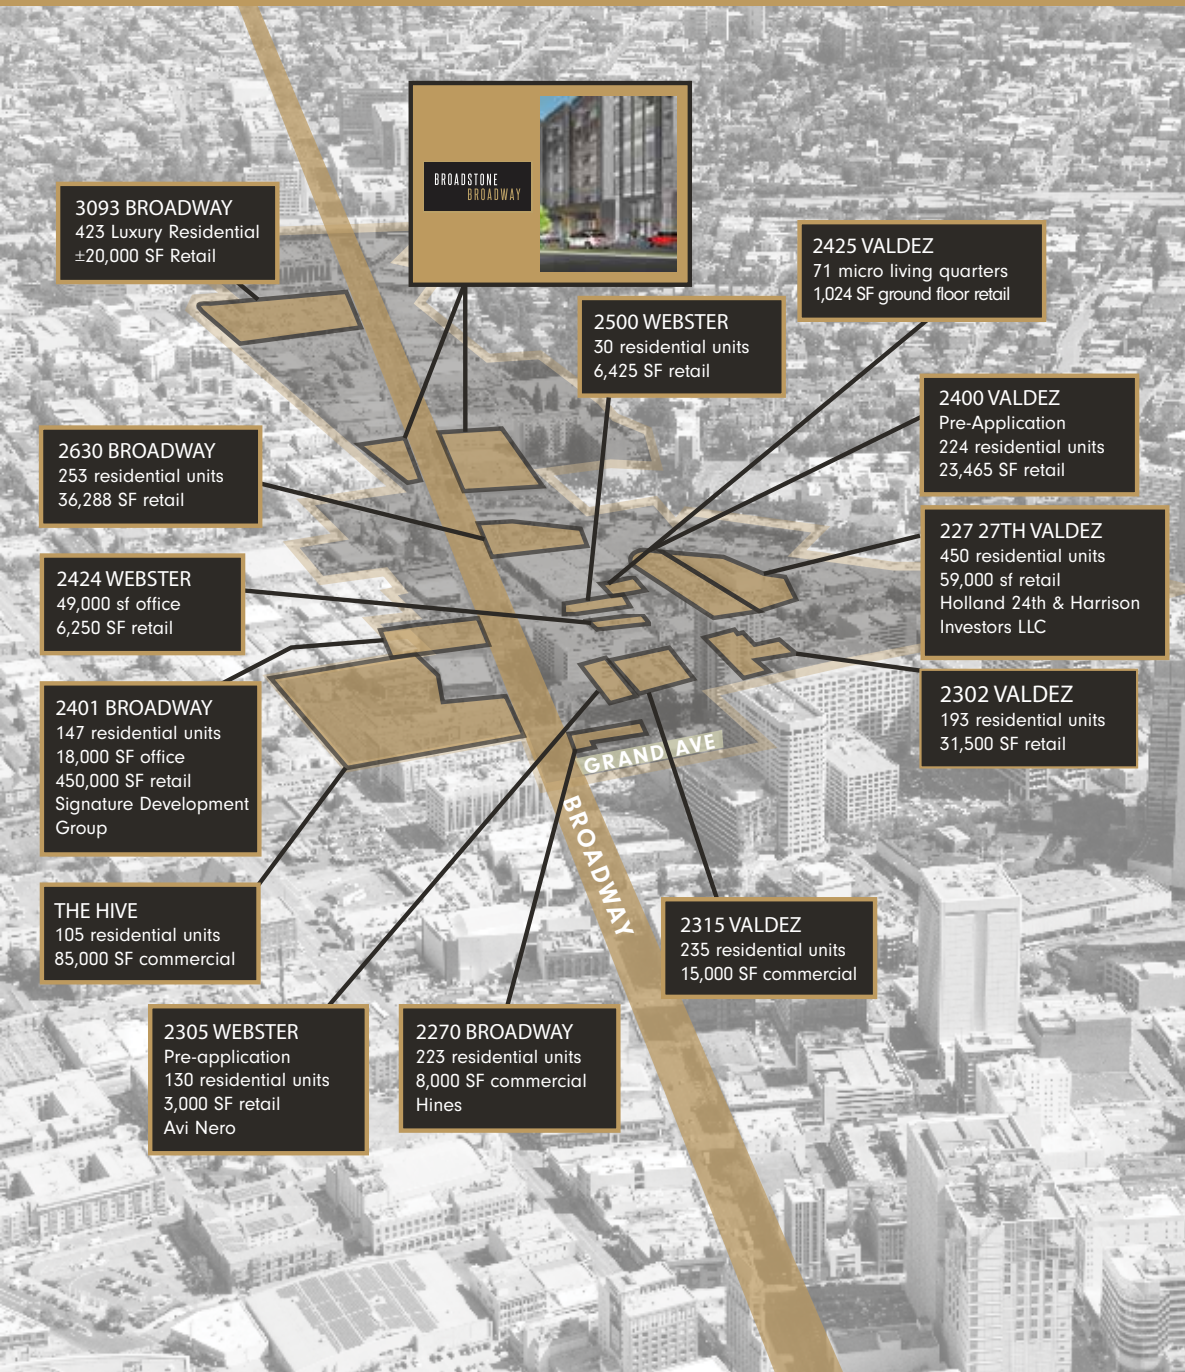 BROADSTONE
BROADWAY
3093 BROADWAY
423 Luxury Residential
±20,000 SF Retail
2425 VALDEZ
71 micro living quarters
1,024 SF ground floor retail
2500 WEBSTER
30 residential units
6,425 SF retail
2400 VALDEZ
Pre-Application
224 residential units
23,465 SF retail
2630 BROADWAY
253 residential units
36,288 SF retail
227 27TH VALDEZ
450 residential units
59,000 sf retail
Holland 24th & Harrison
Investors LLC
2424 WEBSTER
49,000 sf office
6,250 SF retail
2302 VALDEZ
193 residential units
31,500 SF retail
2401 BROADWAY
147 residential units
18,000 SF office
450,000 SF retail
Signature Development
Group
GRAND AVE
BROADWAY
THE HIVE
105 residential units
85,000 SF commercial
2315 VALDEZ
235 residential units
15,000 SF commercial
2305 WEBSTER
Pre-application
130 residential units
3,000 SF retail
Avi Nero
2270 BROADWAY
223 residential units
8,000 SF commercial
Hines